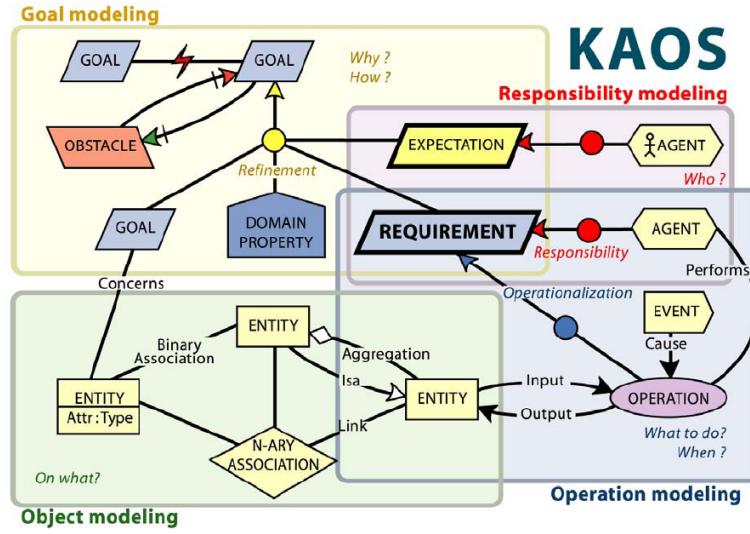 Goal modeling
KAOS
GOAL
GOAL
Why ?
How ?
Responsibility modeling
OBSTACLE
EXPECTATION
AGENT
Refinement
Who ?
GOAL
DOMAIN
PROPERTY
REQUIREMENT
AGENT
Responsibility
Concerns
Performs
Operationalization
EVENT
ENTITY
Binary
Association
Aggregation
Cause
Isa
Input
ENTITY
Attr:Type
ENTITY
OPERATION
Output
Link
What to do?
When ?
N-ARY
ASSOCIATION
On what?
Operation modeling
Object modeling